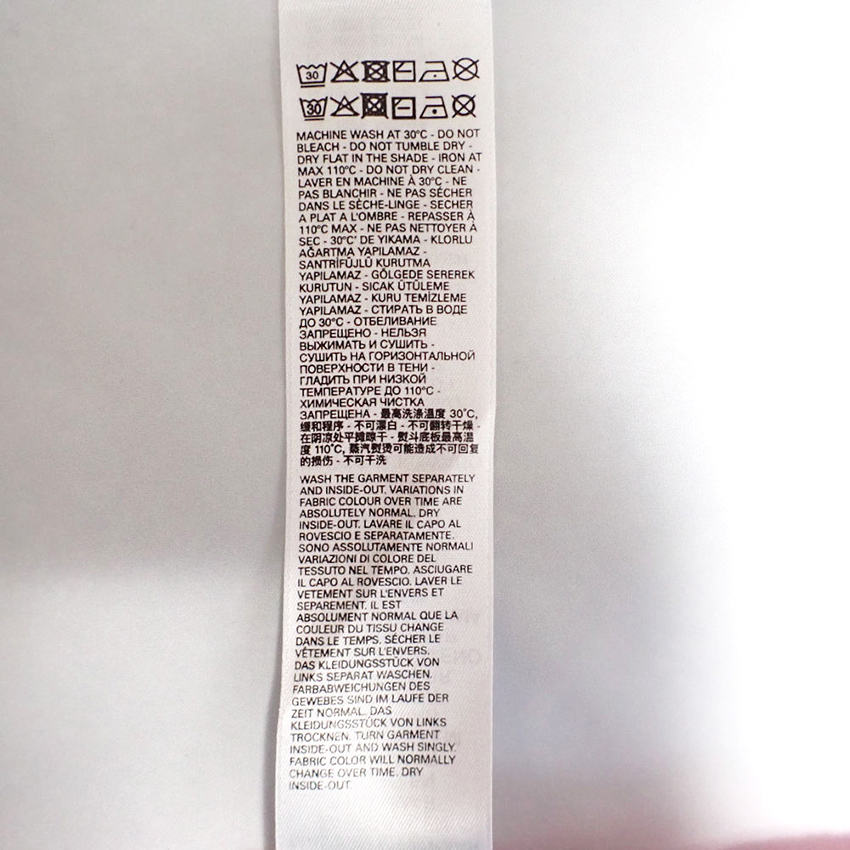 30
30
MACHINE WASH AT 30°C - DO NOT
BLEACH - DO NOT TUMBLE DRY -
DRY FLAT IN THE SHADE - IRON AT
MAX 110°C - DO NOT DRY CLEAN -
LAVER EN MACHINE À 30°C - NE
PAS BLANCHIR - NE PAS SÉCHER
DANS LE SÈCHE-LINGE - SECHER
A PLAT A L'OMBRE - REPASSER À
110°C MAX - NE PAS NETTOYER À
SEC - 30°C' DE YIKAMA - KLORLU
AĞARTMA YAPILAMAZ -
SANTRİFÜJLÜ KURUTMA
YAPILAMAZ - GÖLGEDE SEREREK
KURUTUN - SICAK ÜTÜLEME
YAPILAMAZ - KURU TEMİZLEME
YAPILAMAZ - СТИРАТЬ В ВОДЕ
ДО 30°C - ОТБЕЛИВАНИЕ
ЗАПРЕЩЕНО - НЕЛЬЗЯ
ВЫЖИМАТЬ И СУШИТЬ -
СУШИТЬ НА ГОРИЗОНТАЛЬНОЙ
ПОВЕРХНОСТИ В ТЕНИ -
ГЛАДИТЬ ПРИ НИЗКОЙ
ТЕМПЕРАТУРЕ ДО 110°C -
ХИМИЧЕСКАЯ ЧИСТКА
ЗАПРЕЩЕНА - 最高洗涤温度 30°C,
缓和程序 - 不可漂白 - 不可翻转干燥 -
在阴凉处平摊晾干 - 熨斗底板最高温
度 110°C, 蒸汽熨烫可能造成不可回复
的损伤 - 不可干洗
WASH THE GARMENT SEPARATELY
AND INSIDE-OUT. VARIATIONS IN
FABRIC COLOUR OVER TIME ARE
ABSOLUTELY NORMAL. DRY
INSIDE-OUT. LAVARE IL CAPO AL
ROVESCIO E SEPARATAMENTE.
SONO ASSOLUTAMENTE NORMALI
VARIAZIONI DI COLORE DEL
TESSUTO NEL TEMPO. ASCIUGARE
IL CAPO AL ROVESCIO. LAVER LE
VETEMENT SUR L'ENVERS ET
SEPAREMENT. IL EST
ABSOLUMENT NORMAL QUE LA
COULEUR DU TISSU CHANGE
DANS LE TEMPS. SÉCHER LE
VÊTEMENT SUR L'ENVERS.
DAS KLEIDUNGSSTÜCK VON
LINKS SEPARAT WASCHEN.
FARBABWEICHUNGEN DES
GEWEBES SIND IM LAUFE DER
ZEIT NORMAL. DAS
KLEIDUNGSSTÜCK VON LINKS
TROCKNEN. TURN GARMENT
INSIDE-OUT AND WASH SINGLY.
FABRIC COLOR WILL NORMALLY
CHANGE OVER TIME. DRY
INSIDE-OUT.